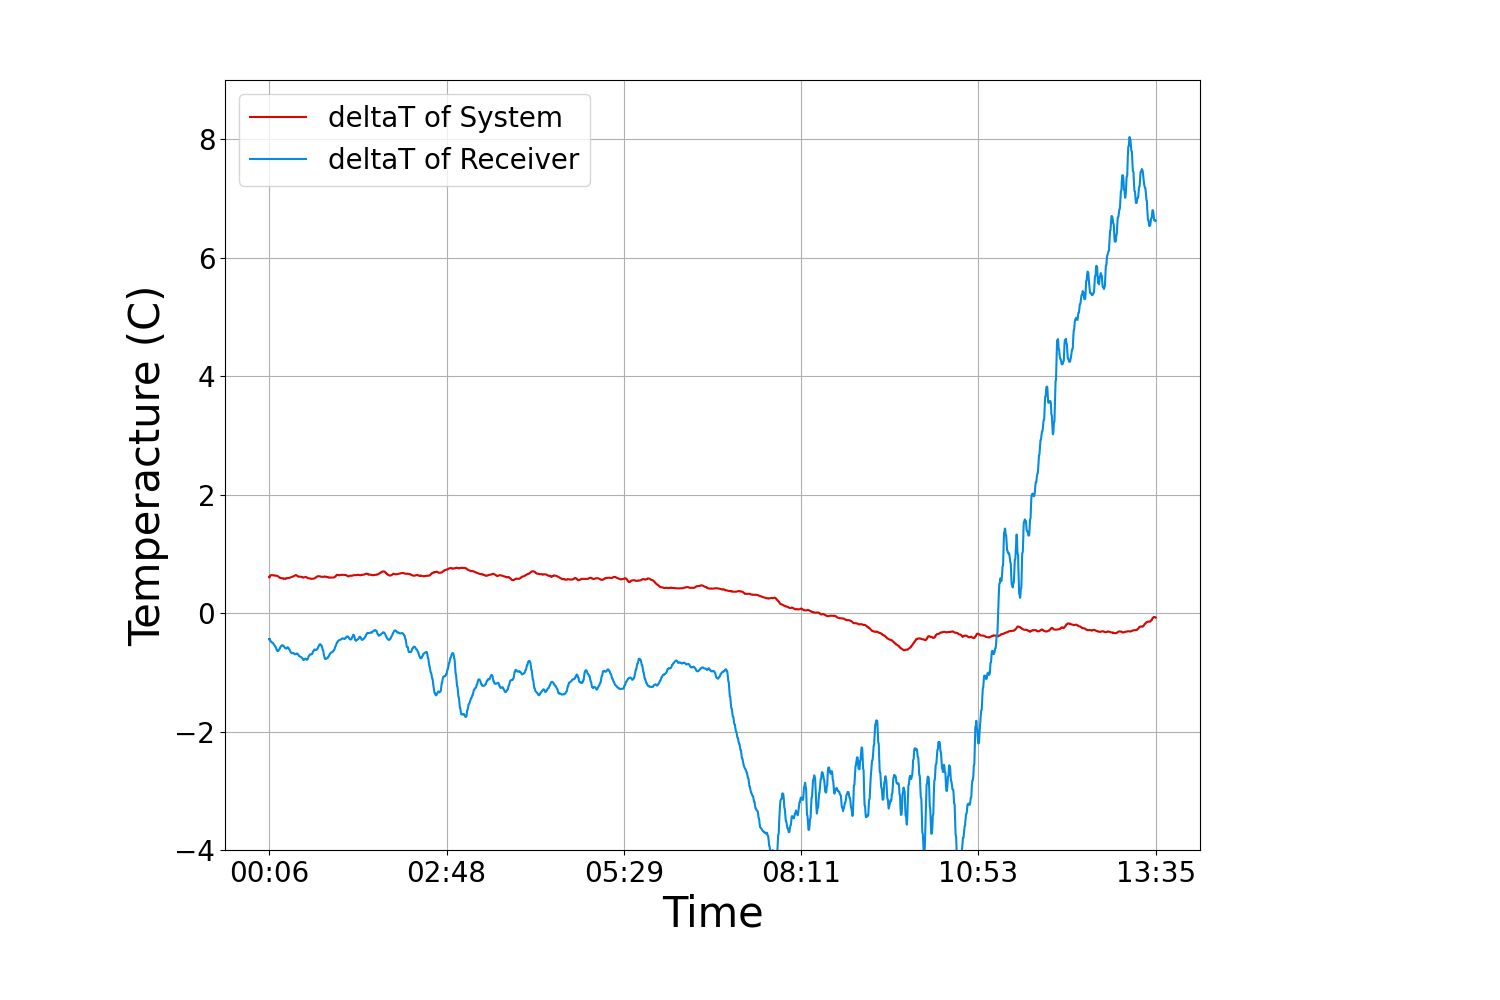 deltaT of System
deltaT of Receiver
8
6
4
2
0
−2
−4
Temperacture (C)
00:06 02:48 05:29 08:11 10:53 13:35
Time